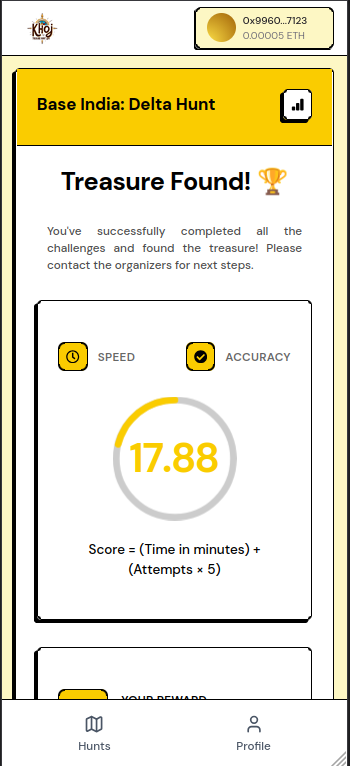 KHOJ
0x9960...7123
0.00005 ETH
Base India: Delta Hunt
Treasure Found! 🏆
You've successfully completed all the
challenges and found the treasure! Please
contact the organizers for next steps.
SPEED
ACCURACY
17.88
Score = (Time in minutes) +
(Attempts × 5)
YOUR REWARD
Hunts
Profile